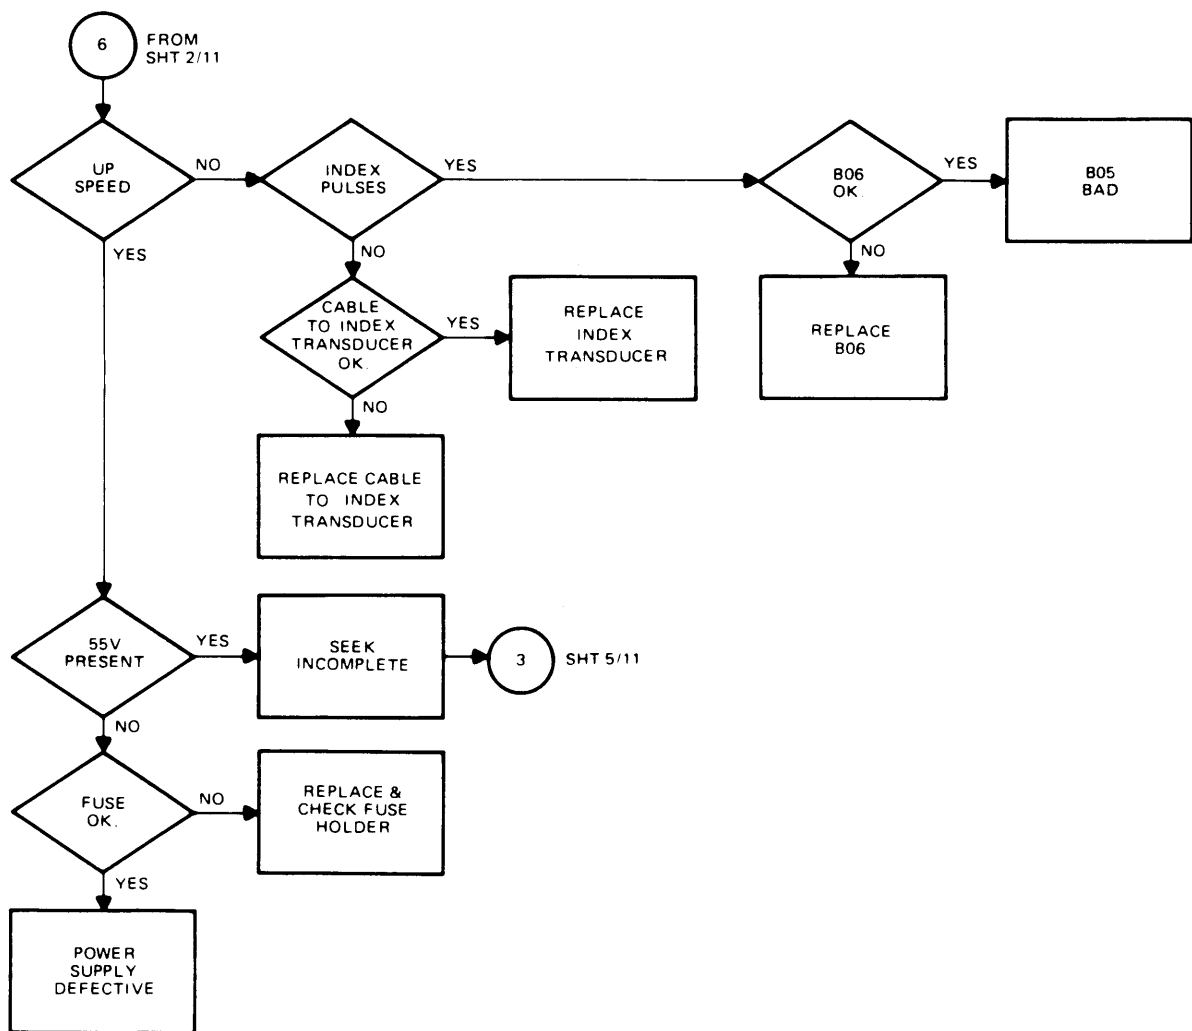 6
FROM
SHT 2/11
UP
SPEED
NO
YES
INDEX
PULSES
YES
NO
B06
OK.
YES
NO
B05
BAD
CABLE
TO INDEX
TRANSDUCER
OK.
YES
NO
REPLACE
INDEX
TRANSDUCER
REPLACE
B06
REPLACE CABLE
TO INDEX
TRANSDUCER
55V
PRESENT
YES
NO
SEEK
INCOMPLETE
3
SHT 5/11
FUSE
OK.
NO
YES
REPLACE &
CHECK FUSE
HOLDER
POWER
SUPPLY
DEFECTIVE